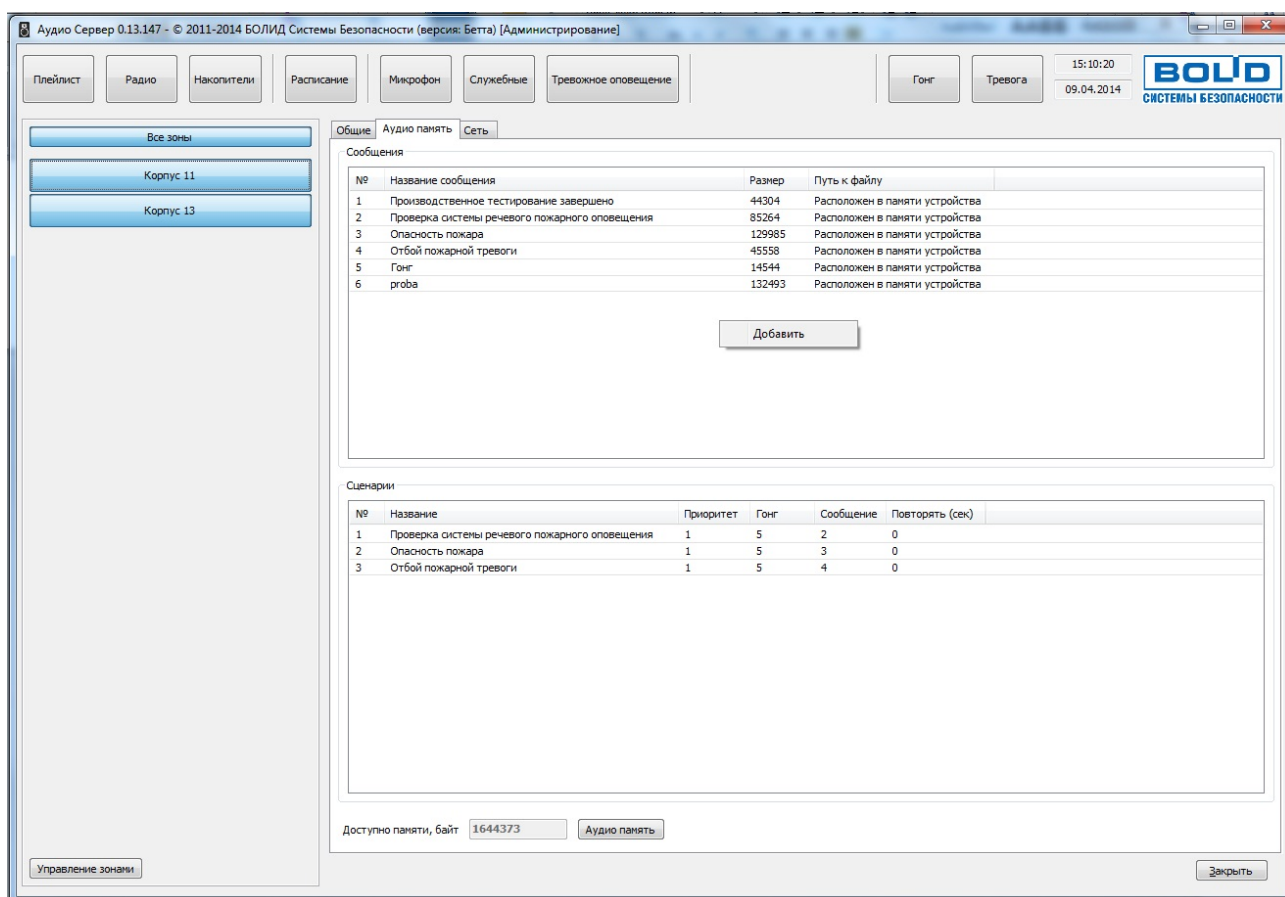 Аудио Сервер 0.13.147 - © 2011-2014 БОЛИД Системы Безопасности (версия: Бетта) [Администрирование]
Плейлист Радио Накопители Расписание Микрофон Служебные Тревожное оповещение Гонг Тревога
15:10:20
09.04.2014
BOLID
СИСТЕМЫ БЕЗОПАСНОСТИ
Все зоны
Корпус 11
Корпус 13
Общие Аудио память Сеть
Сообщения
№ Название сообщения Размер Путь к файлу
1 Производственное тестирование завершено 44304 Расположен в памяти устройства
2 Проверка системы речевого пожарного оповещения 85264 Расположен в памяти устройства
3 Опасность пожара 129985 Расположен в памяти устройства
4 Отбой пожарной тревоги 45558 Расположен в памяти устройства
5 Гонг 14544 Расположен в памяти устройства
6 proba 132493 Расположен в памяти устройства
Добавить
Сценарии
№ Название Приоритет Гонг Сообщение Повторять (сек)
1 Проверка системы речевого пожарного оповещения 1 5 2 0
2 Опасность пожара 1 5 3 0
3 Отбой пожарной тревоги 1 5 4 0
Доступно памяти, байт 1644373 Аудио память
Управление зонами
Закрыть